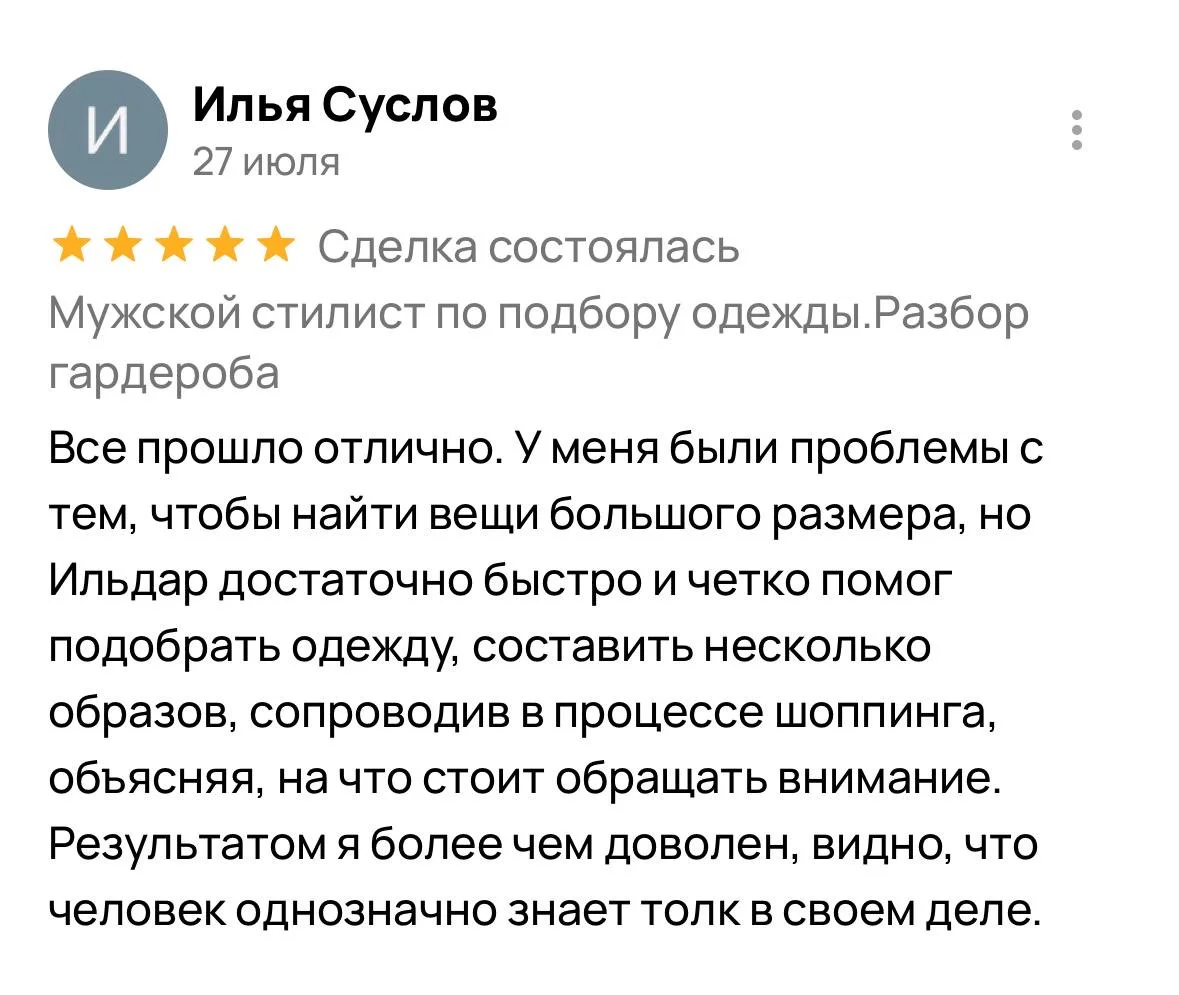 И
Илья Суслов
27 июля
Сделка состоялась
Мужской стилист по подбору одежды.Разбор
гардероба
Все прошло отлично. У меня были проблемы с
тем, чтобы найти вещи большого размера, но
Ильдар достаточно быстро и четко помог
подобрать одежду, составить несколько
образов, сопроводив в процессе шоппинга,
объясняя, на что стоит обращать внимание.
Результатом я более чем доволен, видно, что
человек однозначно знает толк в своем деле.